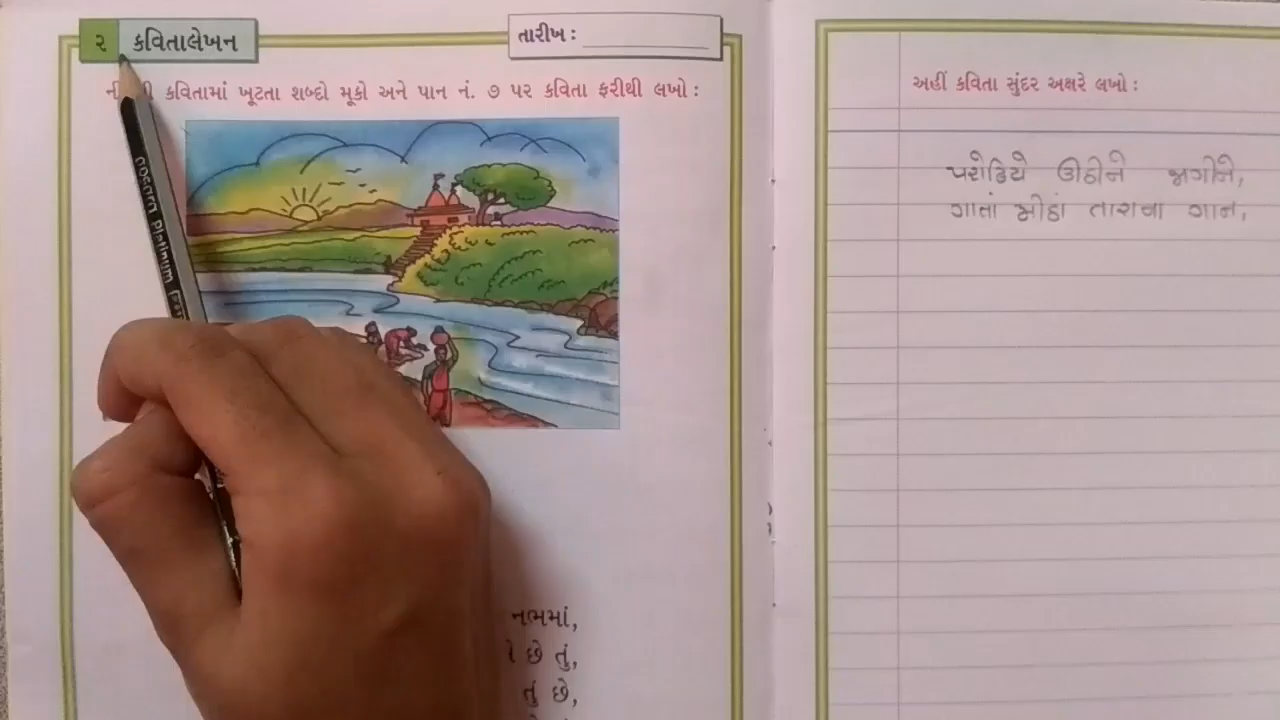 ૨ કવિતાલેખન
તારીખ :
કવિતામાં ખૂટતા શબ્દો મૂકો અને પાન નં. ૭ પર કવિતા ફરીથી લખો :
નભમાં,
છે તું,
તું છે,
અહીં કવિતા સુંદર અક્ષરે લખો :
પરોઢિયે ઊઠીને જાગીને,
ગાતાં મીઠાં તારાના ગાન,
Platinum